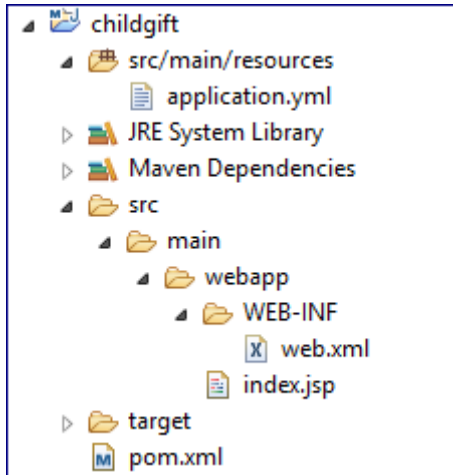 childgift
src/main/resources
application.yml
JRE System Library
Maven Dependencies
src
main
webapp
WEB-INF
web.xml
index.jsp
target
pom.xml